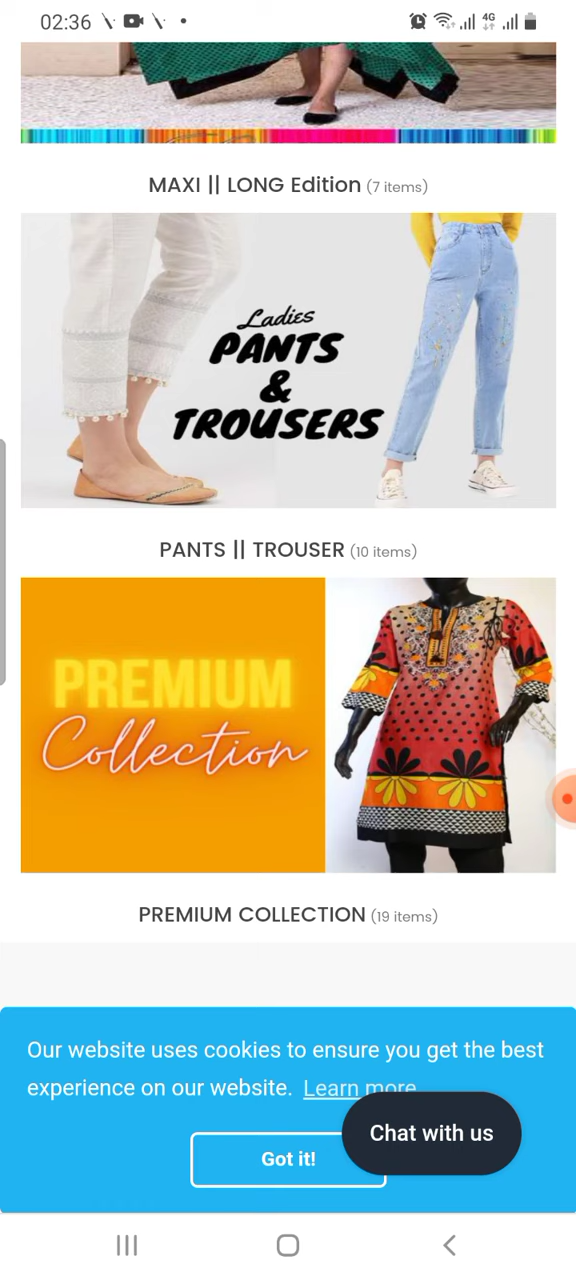 02:36
4G
MAXI || LONG Edition (7 items)
Ladies
PANTS
&
TROUSERS
PANTS || TROUSER (10 items)
PREMIUM
Collection
PREMIUM COLLECTION (19 items)
Our website uses cookies to ensure you get the best
experience on our website. Learn more
Chat with us
Got it!